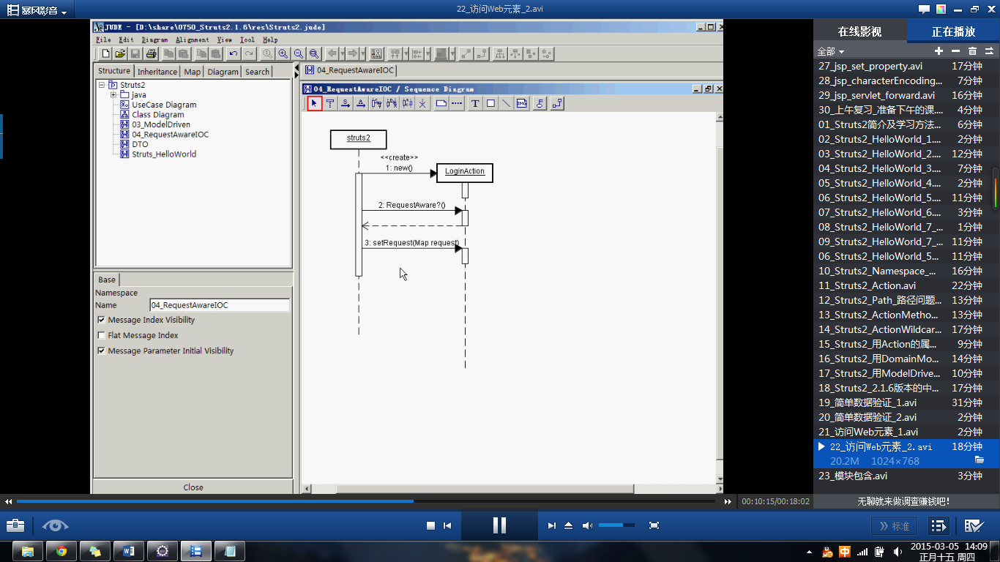 暴风影音
22_访问Web元素_2.avi
JUDE - [D:\share\0750_Struts2.1.6\res\Struts2.jude]
File Edit Diagram Alignment View Tool Help
Structure Inheritance Map Diagram Search
Struts2
java
UseCase Diagram
Class Diagram
03_ModelDriven
04_RequestAwareIOC
DTO
Struts_HelloWorld
Base
Namespace
Name 04_RequestAwareIOC
Message Index Visibility
Flat Message Index
Message Parameter Initial Visibility
Close
04_RequestAwareIOC
04_RequestAwareIOC / Sequence Diagram
T
struts2
<<create>>
1: new()
LoginAction
2: RequestAware?()
3: setRequest(Map request)
在线影视 正在播放
全部
27_jsp_set_property.avi 17分钟
28_jsp_characterEncoding... 7分钟
29_jsp_servlet_forward.avi 16分钟
30_上午复习_准备下午的课.... 4分钟
01_Struts2简介及学习方法... 6分钟
02_Struts2_HelloWorld_1.... 2分钟
03_Struts2_HelloWorld_2... 12分钟
04_Struts2_HelloWorld_3... 7分钟
05_Struts2_HelloWorld_4.... 2分钟
06_Struts2_HelloWorld_5... 11分钟
07_Struts2_HelloWorld_6... 3分钟
08_Struts2_HelloWorld_7_... 1分钟
09_Struts2_HelloWorld_7_... 11分钟
06_Struts2_HelloWorld_5... 11分钟
10_Struts2_Namespace_... 16分钟
11_Struts2_Action.avi 22分钟
12_Struts2_Path_路径问题... 13分钟
13_Struts2_ActionMetho... 13分钟
14_Struts2_ActionWildcar... 17分钟
15_Struts2_用Action的属... 9分钟
16_Struts2_用DomainMo... 14分钟
17_Struts2_用ModelDrive... 10分钟
18_Struts2_2.1.6版本的中... 17分钟
19_简单数据验证_1.avi 31分钟
20_简单数据验证_2.avi 2分钟
21_访问Web元素_1.avi 2分钟
22_访问Web元素_2.avi 18分钟
20.2M 1024×768
23_模块包含.avi 3分钟
00:10:15/00:18:02
无聊就来做调查赚钱吧!
标准
中
2015-03-05 14:09
正月十五 周四